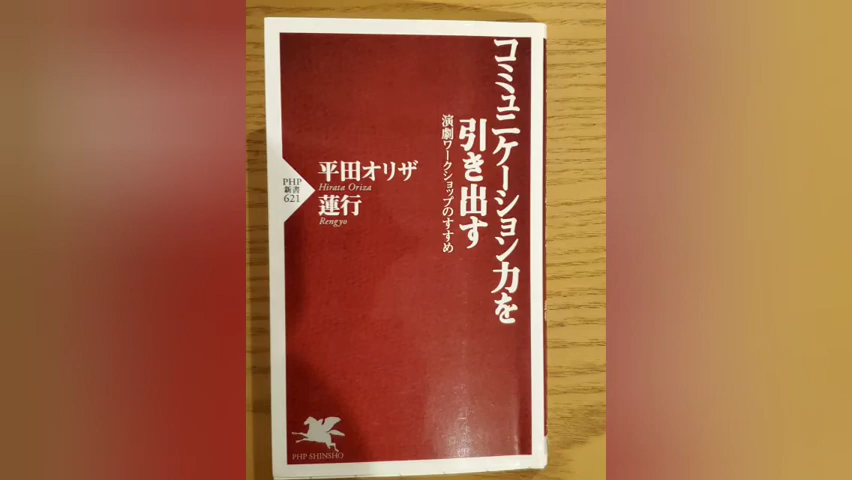 コミュニケーション力を
引き出す
演劇ワークショップのすすめ
平田オリザ
Hirata Oriza
蓮行
Rengyo
PHP
新書
621
PHP SHINSHO